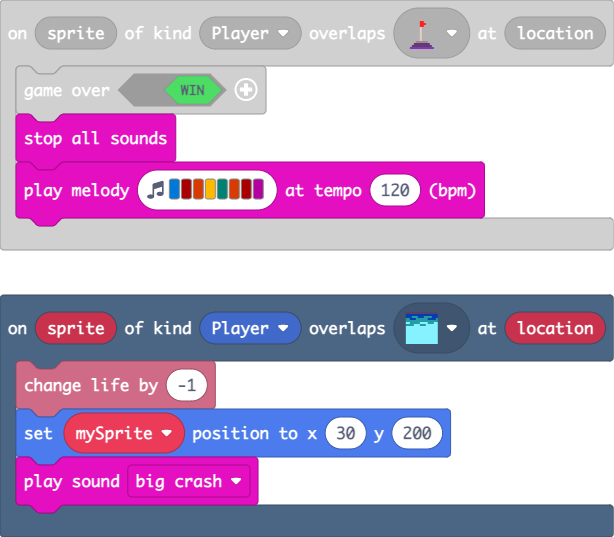 on sprite of kind Player overlaps at location
game over WIN
stop all sounds
play melody at tempo 120 (bpm)
on sprite of kind Player overlaps at location
change life by -1
set mySprite position to x 30 y 200
play sound big crash